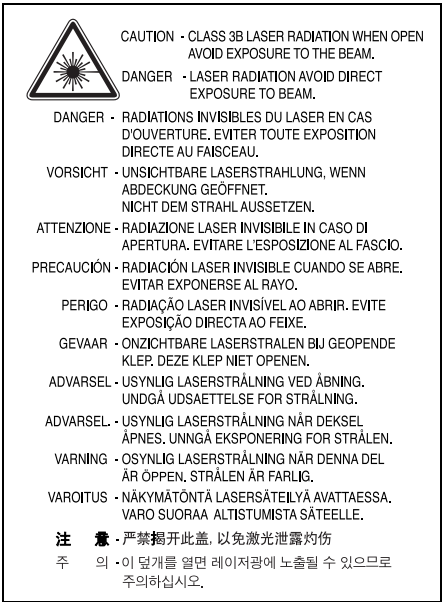 CAUTION - CLASS 3B LASER RADIATION WHEN OPEN
AVOID EXPOSURE TO THE BEAM.
DANGER - LASER RADIATION AVOID DIRECT
EXPOSURE TO BEAM.
DANGER - RADIATIONS INVISIBLES DU LASER EN CAS
D'OUVERTURE. EVITER TOUTE EXPOSITION
DIRECTE AU FAISCEAU.
VORSICHT - UNSICHTBARE LASERSTRAHLUNG, WENN
ABDECKUNG GEÖFFNET.
NICHT DEM STRAHL AUSSETZEN.
ATTENZIONE - RADIAZIONE LASER INVISIBILE IN CASO DI
APERTURA. EVITARE L'ESPOSIZIONE AL FASCIO.
PRECAUCIÓN - RADIACIÓN LASER INVISIBLE CUANDO SE ABRE.
EVITAR EXPONERSE AL RAYO.
PERIGO - RADIAÇÃO LASER INVISÍVEL AO ABRIR. EVITE
EXPOSIÇÃO DIRECTA AO FEIXE.
GEVAAR - ONZICHTBARE LASERSTRALEN BIJ GEOPENDE
KLEP. DEZE KLEP NIET OPENEN.
ADVARSEL - USYNLIG LASERSTRÅLNING VED ÅBNING.
UNDGÅ UDSAETTELSE FOR STRÅLNING.
ADVARSEL. - USYNLIG LASERSTRÅLNING NÅR DEKSEL
ÅPNES. UNNGÅ EKSPONERING FOR STRÅLEN.
VARNING - OSYNLIG LASERSTRÅLNING NÄR DENNA DEL
ÄR ÖPPEN. STRÅLEN ÄR FARLIG.
VAROITUS - NÄKYMÄTÖNTÄ LASERSÄTEILYÄ AVATTAESSA.
VARO SUORAA ALTISTUMISTA SÄTEELLE.
注 意 - 严禁揭开此盖, 以免激光泄露灼伤
주 의 - 이 덮개를 열면 레이저광에 노출될 수 있으므로
주의하십시오.